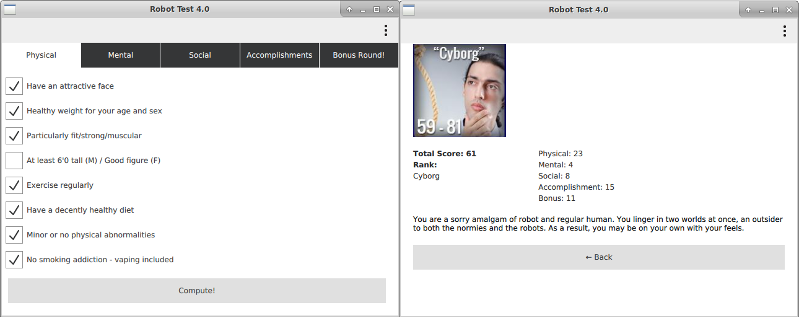 Robot Test 4.0
Physical
Mental
Social
Accomplishments
Bonus Round!
Have an attractive face
Healthy weight for your age and sex
Particularly fit/strong/muscular
At least 6'0 tall (M) / Good figure (F)
Exercise regularly
Have a decently healthy diet
Minor or no physical abnormalities
No smoking addiction - vaping included
Compute!
Robot Test 4.0
“Cyborg”
59 - 81
Total Score: 61
Rank:
Cyborg
Physical: 23
Mental: 4
Social: 8
Accomplishment: 15
Bonus: 11
You are a sorry amalgam of robot and regular human. You linger in two worlds at once, an outsider
to both the normies and the robots. As a result, you may be on your own with your feels.
← Back